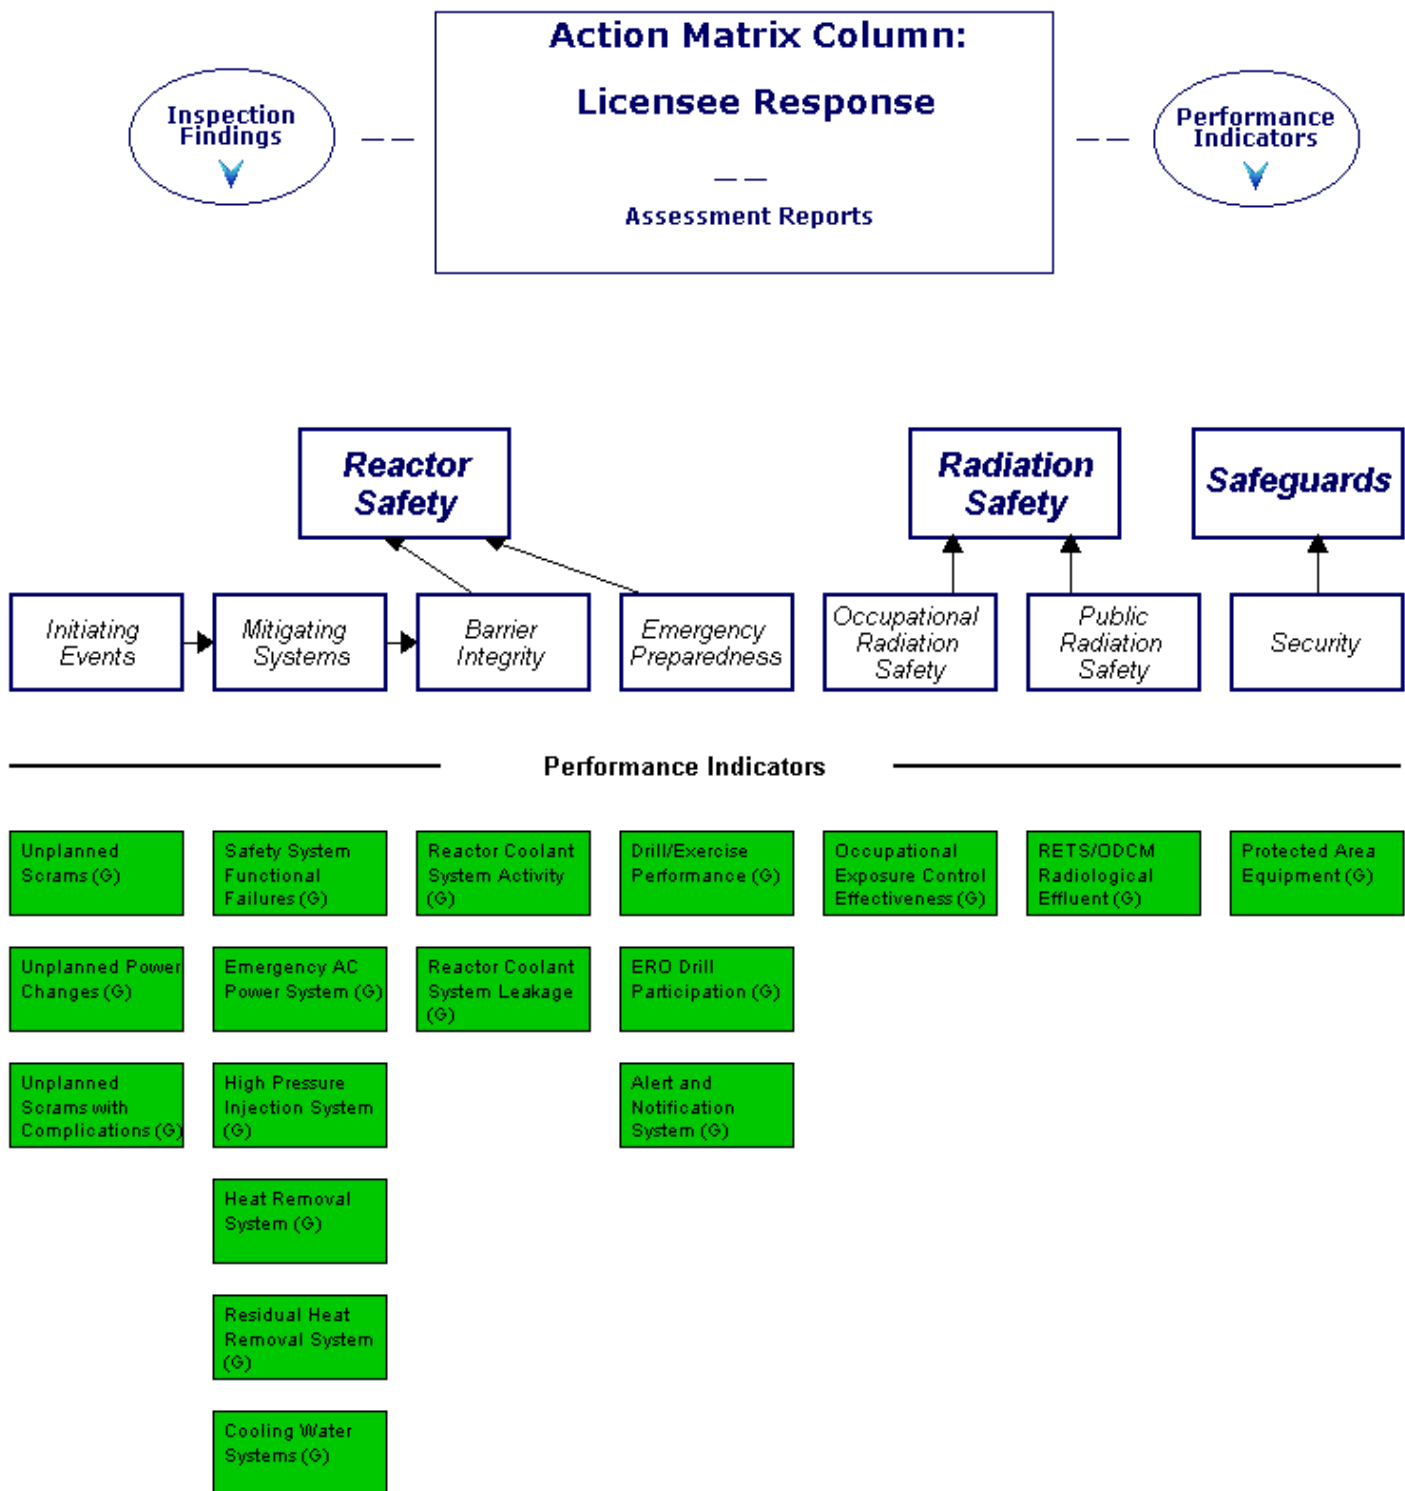 Action Matrix Column:
Licensee Response
Assessment Reports
Inspection
Findings
Performance
Indicators
Reactor
Safety
Radiation
Safety
Safeguards
Initiating
Events
Mitigating
Systems
Barrier
Integrity
Emergency
Preparedness
Occupational
Radiation
Safety
Public
Radiation
Safety
Security
Performance Indicators
Unplanned
Scrams (G)
Safety System
Functional
Failures (G)
Reactor Coolant
System Activity
(G)
Drill/Exercise
Performance (G)
Occupational
Exposure Control
Effectiveness (G)
RETS/ODCM
Radiological
Effluent (G)
Protected Area
Equipment (G)
Unplanned Power
Changes (G)
Emergency AC
Power System (G)
Reactor Coolant
System Leakage
(G)
ERO Drill
Participation (G)
Unplanned
Scrams with
Complications (G)
High Pressure
Injection System
(G)
Alert and
Notification
System (G)
Heat Removal
System (G)
Residual Heat
Removal System
(G)
Cooling Water
Systems (G)